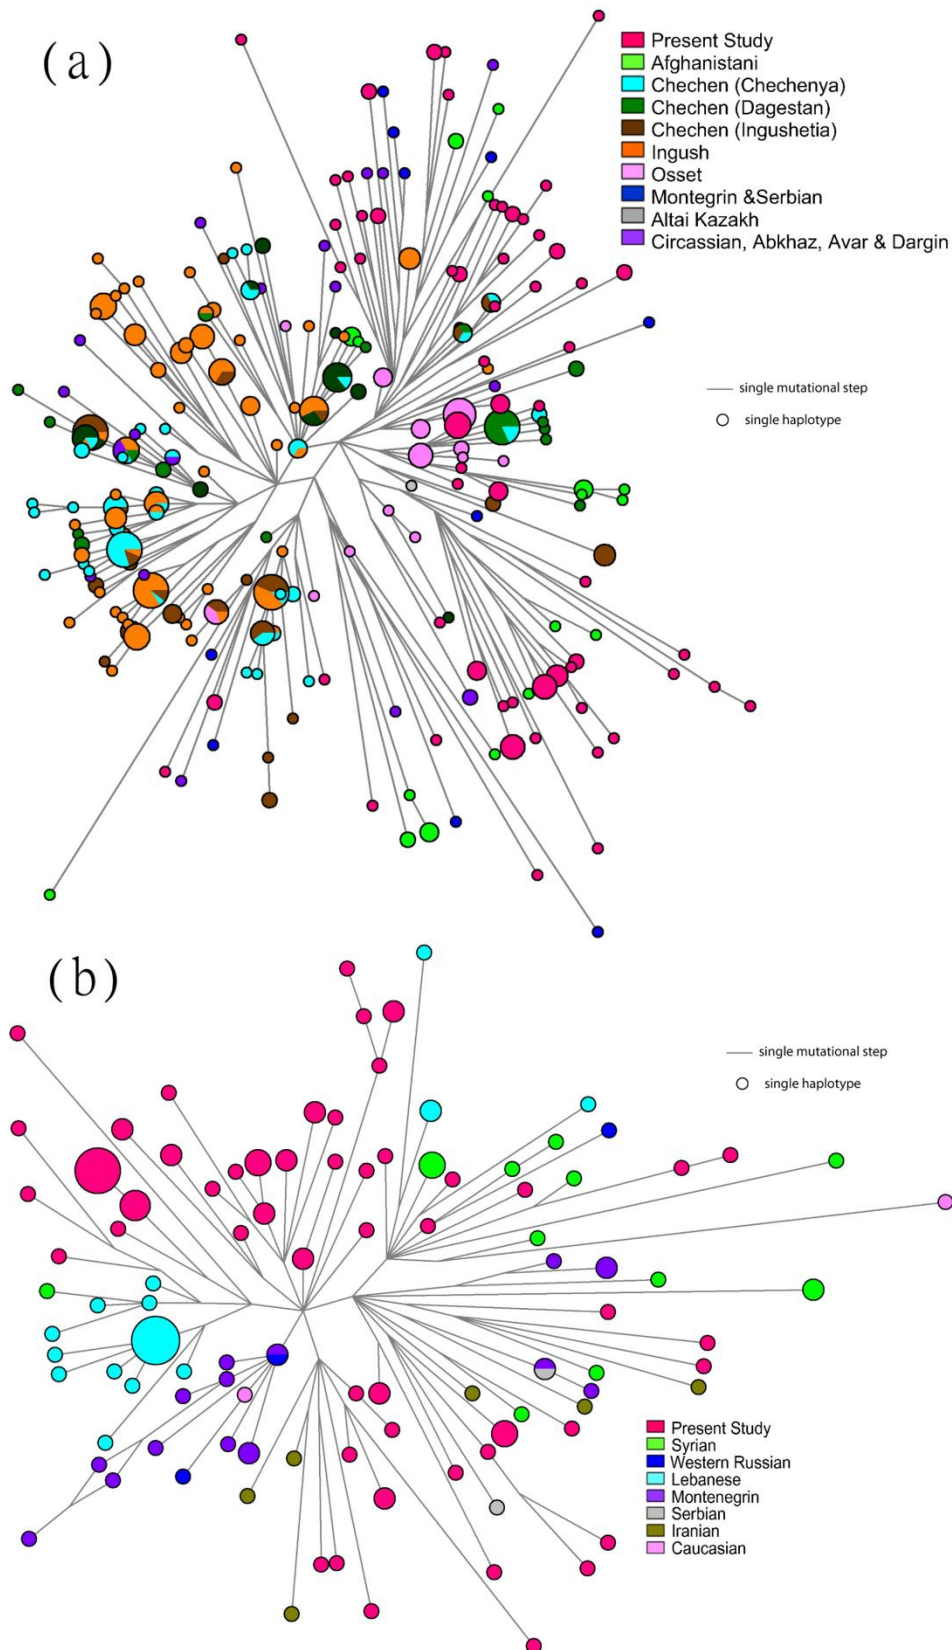 (a)
Present Study
Afghanistani
Chechen (Chechenya)
Chechen (Dagestan)
Chechen (Ingushetia)
Ingush
Osset
Montegrin &Serbian
Altai Kazakh
Circassian, Abkhaz, Avar & Dargin
single mutational step
single haplotype
(b)
single mutational step
single haplotype
Present Study
Syrian
Western Russian
Lebanese
Montenegrin
Serbian
Iranian
Caucasian